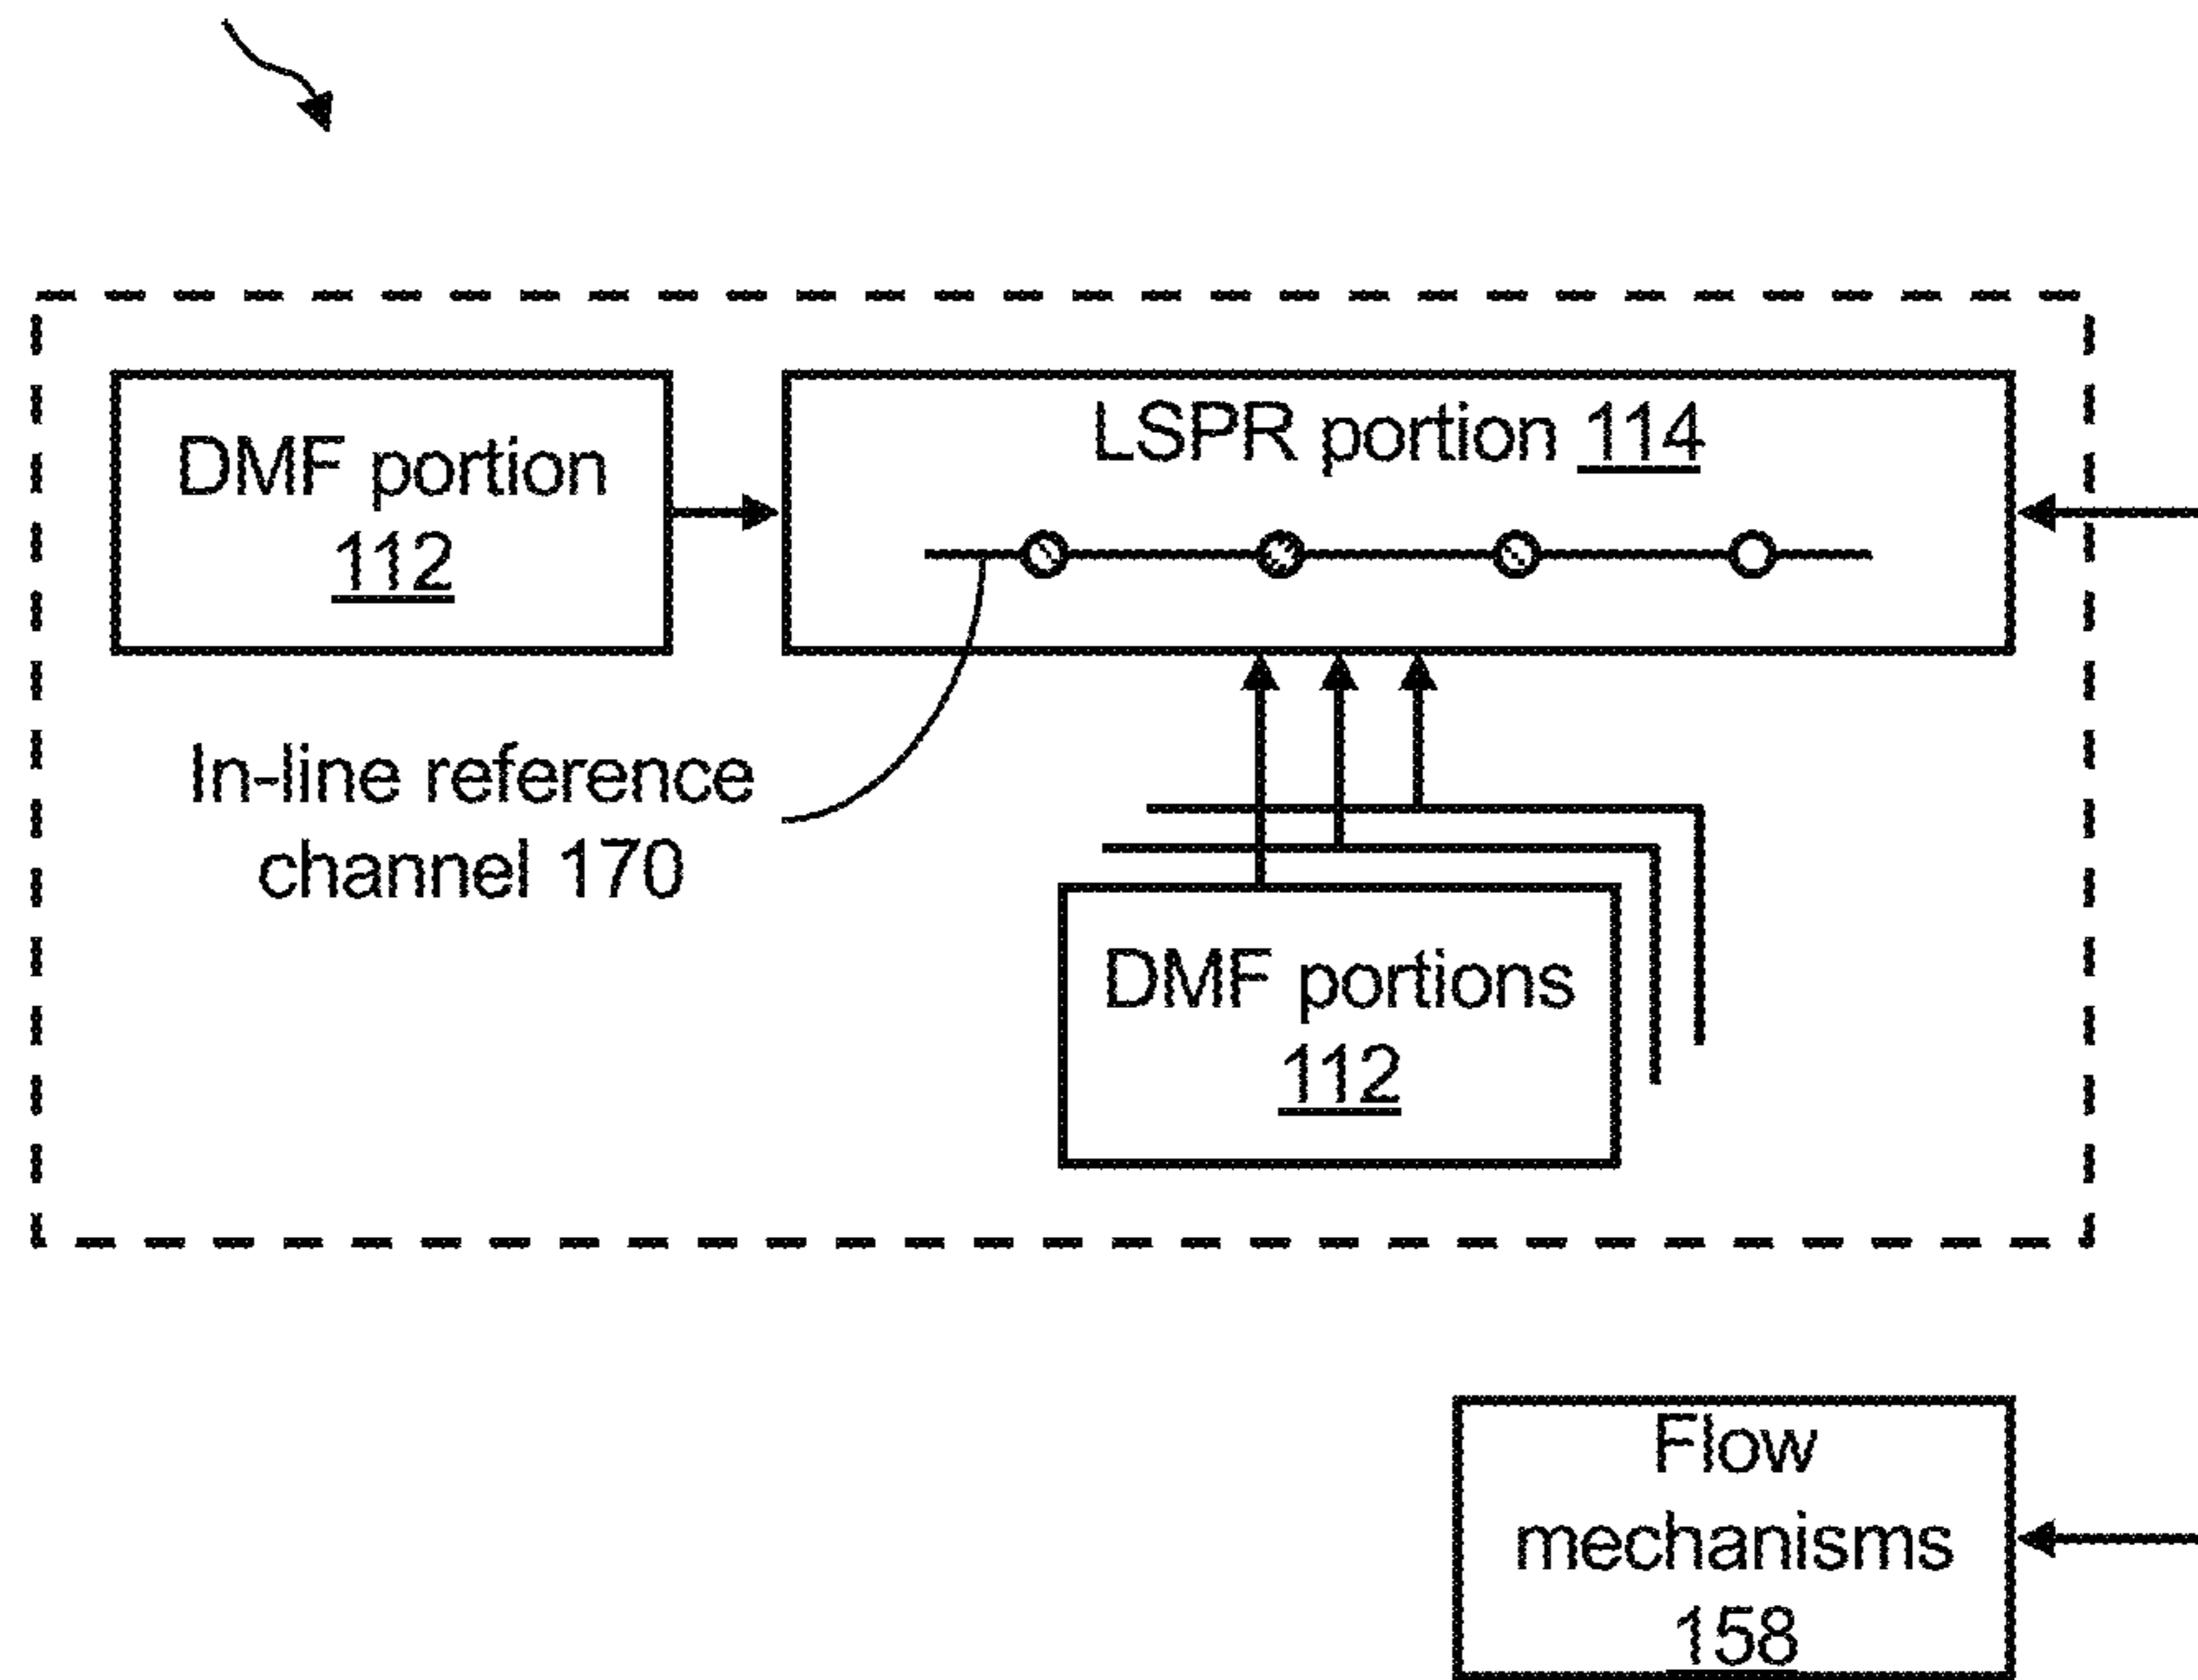 DMF portion
112
LSPR portion 114
In-line reference
channel 170
DMF portions
112
Flow
mechanisms
158